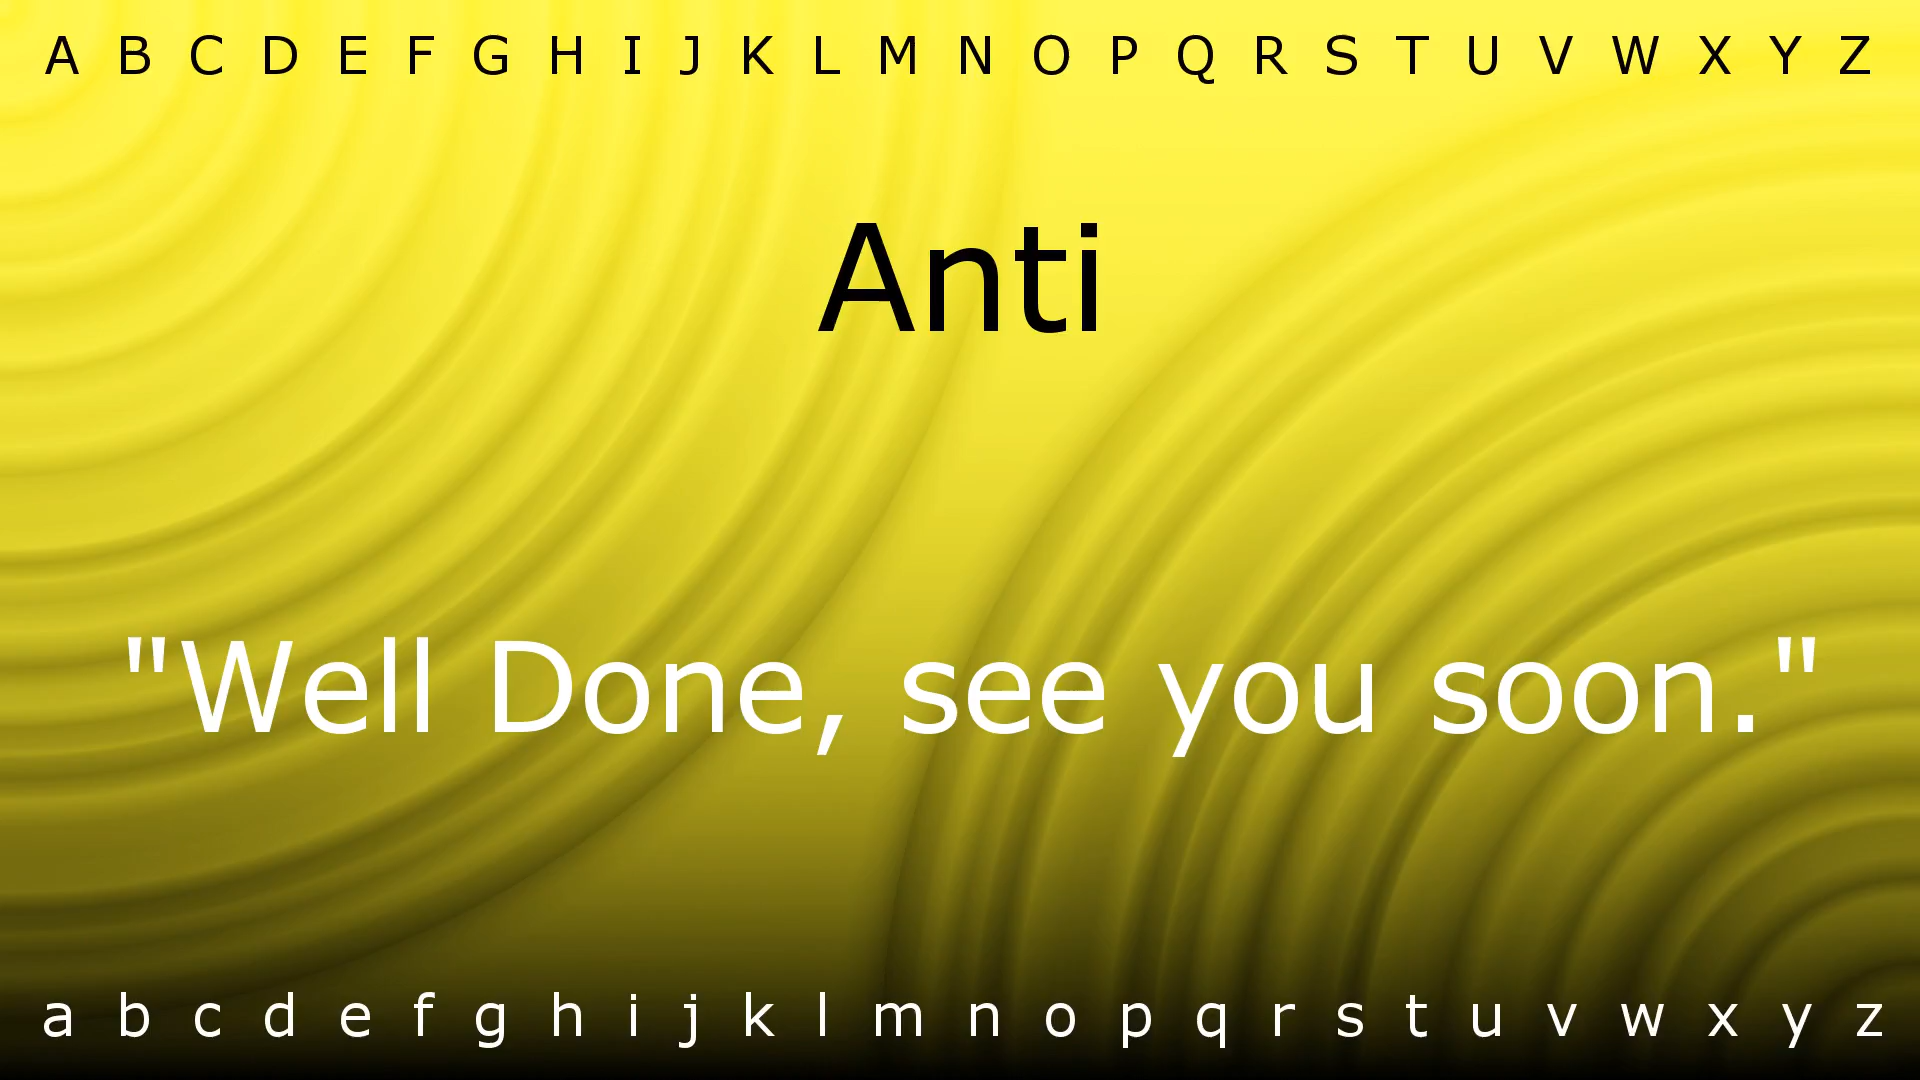 A B C D E F G H I J K L M N O P Q R S T U V W X Y Z
Anti
"Well Done, see you soon."
a b c d e f g h i j k l m n o p q r s t u v w x y z